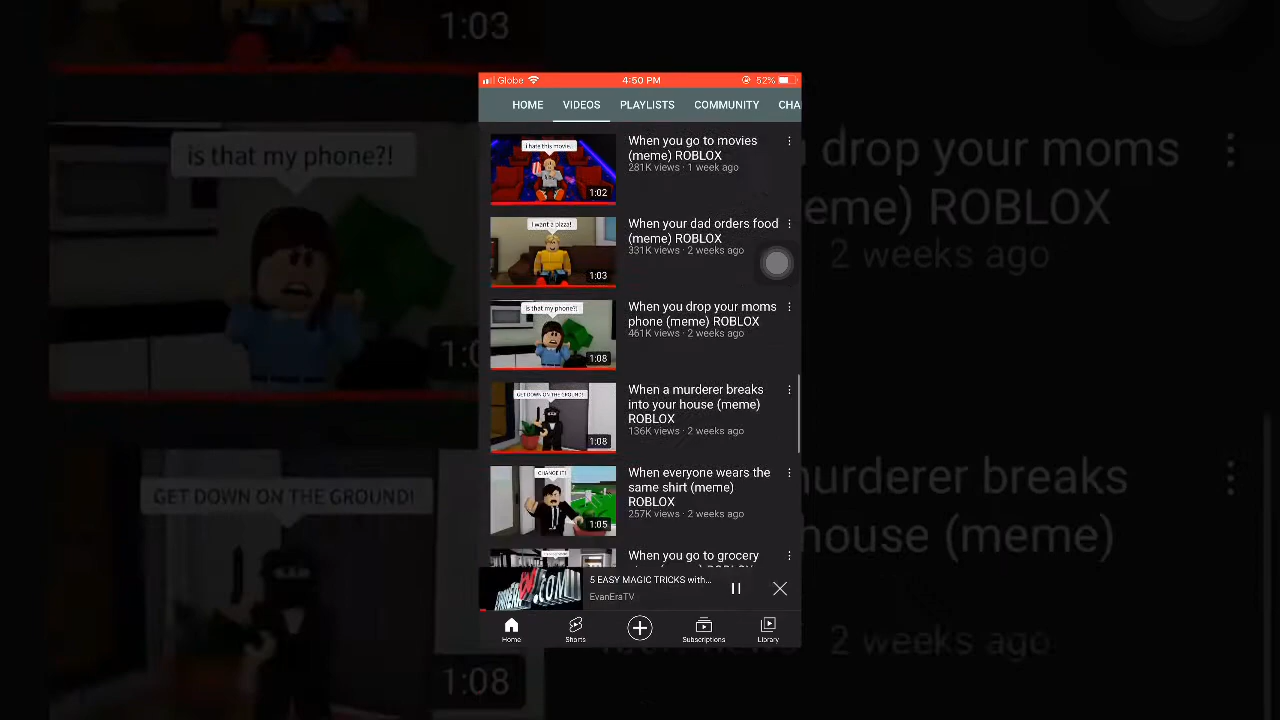 1:03
Globe 4:50 PM 52%
HOME VIDEOS PLAYLISTS COMMUNITY CHA
i hate this movie.
1:02
When you go to movies
(meme) ROBLOX
281K views · 1 week ago
i want a pizza!
1:03
When your dad orders food
(meme) ROBLOX
331K views · 2 weeks ago
is that my phone?!
1:08
When you drop your moms
phone (meme) ROBLOX
461K views · 2 weeks ago
GET DOWN ON THE GROUND!
1:08
When a murderer breaks
into your house (meme)
ROBLOX
136K views · 2 weeks ago
CHANGE IT!
1:05
When everyone wears the
same shirt (meme)
ROBLOX
257K views · 2 weeks ago
When you go to grocery
5 EASY MAGIC TRICKS with...
EvanEraTV
Home
Shorts
Subscriptions
Library
is that my phone?!
drop your moms
eme) ROBLOX
2 weeks ago
GET DOWN ON THE GROUND!
1:08
urderer breaks
house (meme)
2 weeks ago